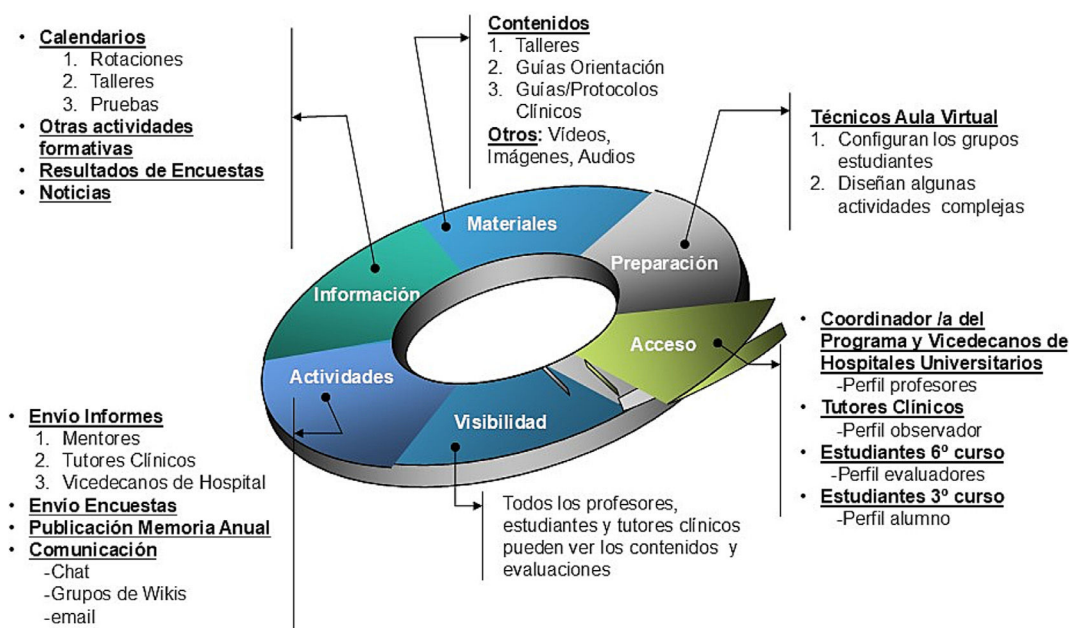 • Calendarios
1. Rotaciones
2. Talleres
3. Pruebas
• Otras actividades
formativas
• Resultados de Encuestas
• Noticias
Contenidos
1. Talleres
2. Guías Orientación
3. Guías/Protocolos
Clínicos
Otros: Vídeos,
Imágenes, Audios
Técnicos Aula Virtual
1. Configuran los grupos
estudiantes
2. Diseñan algunas
actividades complejas
Materiales
Preparación
Información
Acceso
Actividades
Visibilidad
• Coordinador /a del
Programa y Vicedecanos de
Hospitales Universitarios
-Perfil profesores
• Tutores Clínicos
-Perfil observador
• Estudiantes 6º curso
-Perfil evaluadores
• Estudiantes 3º curso
-Perfil alumno
• Envío Informes
1. Mentores
2. Tutores Clínicos
3. Vicedecanos de Hospital
• Envío Encuestas
• Publicación Memoria Anual
• Comunicación
-Chat
-Grupos de Wikis
-email
Todos los profesores,
estudiantes y tutores clínicos
pueden ver los contenidos y
evaluaciones